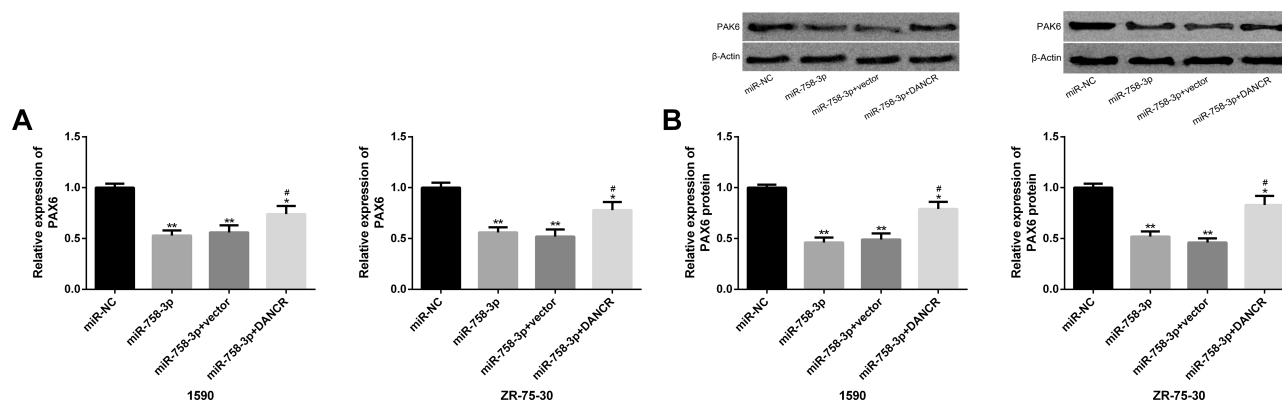 PAK6
β-Actin
miR-NC
miR-758-3p
miR-758-3p+vector
miR-758-3p+DANCR
PAK6
β-Actin
miR-NC
miR-758-3p
miR-758-3p+vector
miR-758-3p+DANCR
A
Relative expression of
PAX6
1.5
1.0
0.5
0.0
**
**
#
*
miR-NC
miR-758-3p
miR-758-3p+vector
miR-758-3p+DANCR
1590
Relative expression of
PAX6
1.5
1.0
0.5
0.0
**
**
#
*
miR-NC
miR-758-3p
miR-758-3p+vector
miR-758-3p+DANCR
ZR-75-30
B
Relative expression of
PAX6 protein
1.5
1.0
0.5
0.0
**
**
#
*
miR-NC
miR-758-3p
miR-758-3p+vector
miR-758-3p+DANCR
1590
Relative expression of
PAX6 protein
1.5
1.0
0.5
0.0
**
**
#
*
miR-NC
miR-758-3p
miR-758-3p+vector
miR-758-3p+DANCR
ZR-75-30